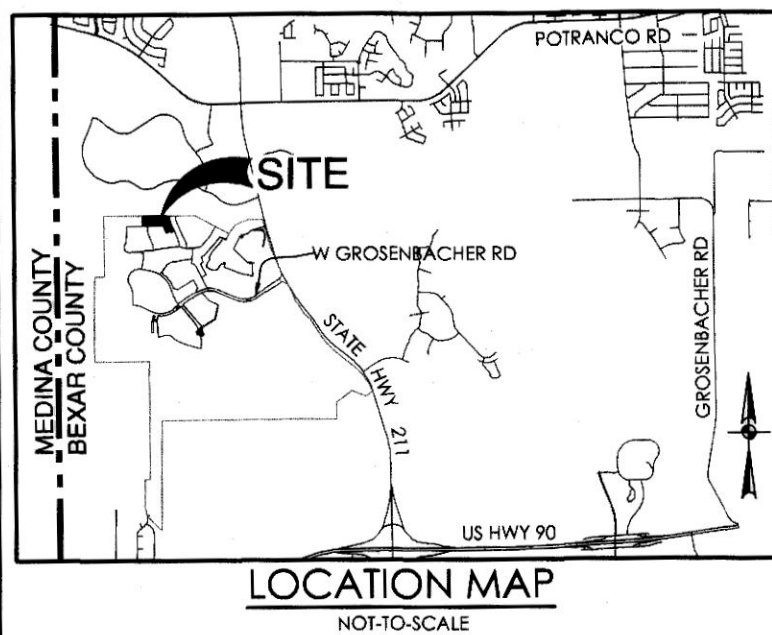 POTRANCO RD
SITE
W GROSENBACHER RD
STATE HWY 211
MEDINA COUNTY
BEXAR COUNTY
GROSENBACHER RD
US HWY 90
LOCATION MAP
NOT-TO-SCALE